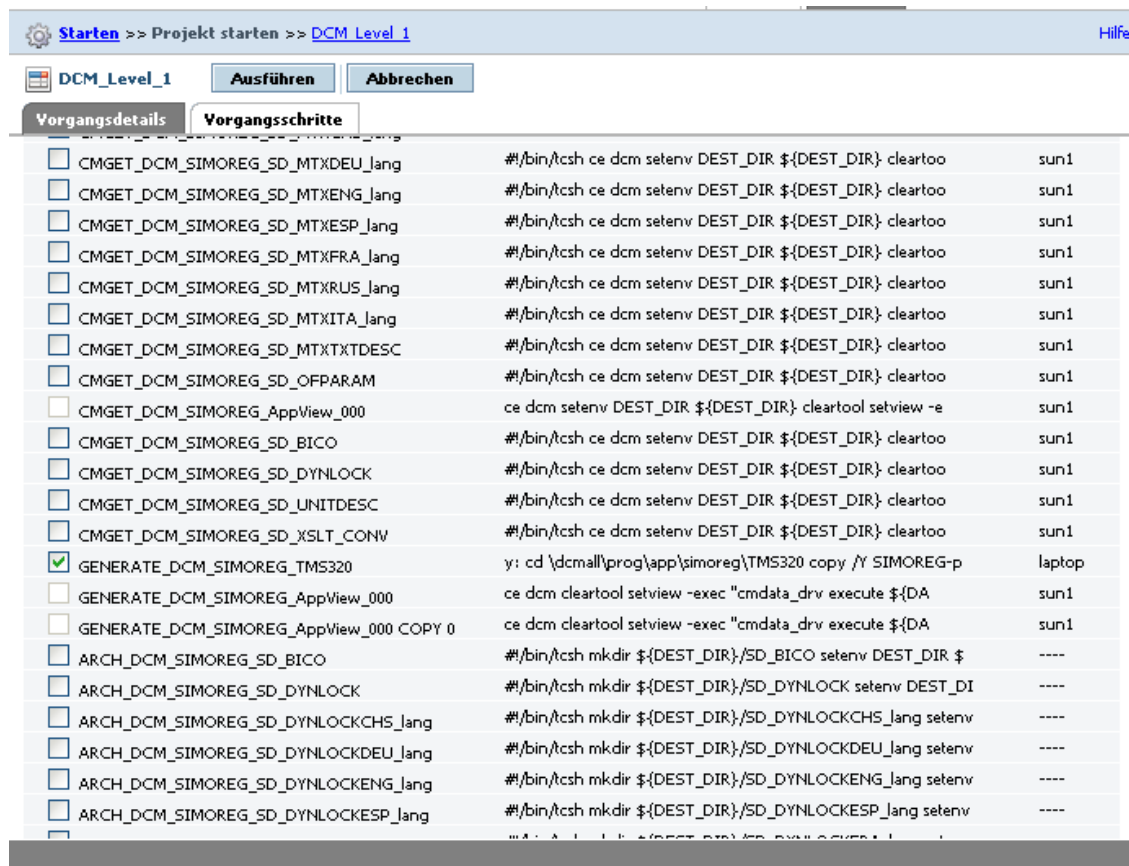 Starten >> Projekt starten >> DCM_Level_1 Hilfe
DCM_Level_1 Ausführen Abbrechen
Vorgangsdetails Vorgangsschritte
CMGET_DCM_SIMOREG_SD_MTXDEU_lang #!/bin/tcsh ce dcm setenv DEST_DIR ${DEST_DIR} cleartoo sun1
CMGET_DCM_SIMOREG_SD_MTXENG_lang #!/bin/tcsh ce dcm setenv DEST_DIR ${DEST_DIR} cleartoo sun1
CMGET_DCM_SIMOREG_SD_MTXESP_lang #!/bin/tcsh ce dcm setenv DEST_DIR ${DEST_DIR} cleartoo sun1
CMGET_DCM_SIMOREG_SD_MTXFRA_lang #!/bin/tcsh ce dcm setenv DEST_DIR ${DEST_DIR} cleartoo sun1
CMGET_DCM_SIMOREG_SD_MTXRUS_lang #!/bin/tcsh ce dcm setenv DEST_DIR ${DEST_DIR} cleartoo sun1
CMGET_DCM_SIMOREG_SD_MTXITA_lang #!/bin/tcsh ce dcm setenv DEST_DIR ${DEST_DIR} cleartoo sun1
CMGET_DCM_SIMOREG_SD_MTXTXTDESC #!/bin/tcsh ce dcm setenv DEST_DIR ${DEST_DIR} cleartoo sun1
CMGET_DCM_SIMOREG_SD_OFPARAM #!/bin/tcsh ce dcm setenv DEST_DIR ${DEST_DIR} cleartoo sun1
CMGET_DCM_SIMOREG_AppView_000 ce dcm setenv DEST_DIR ${DEST_DIR} cleartool setview -e sun1
CMGET_DCM_SIMOREG_SD_BICO #!/bin/tcsh ce dcm setenv DEST_DIR ${DEST_DIR} cleartoo sun1
CMGET_DCM_SIMOREG_SD_DYNLOCK #!/bin/tcsh ce dcm setenv DEST_DIR ${DEST_DIR} cleartoo sun1
CMGET_DCM_SIMOREG_SD_UNITDESC #!/bin/tcsh ce dcm setenv DEST_DIR ${DEST_DIR} cleartoo sun1
CMGET_DCM_SIMOREG_SD_XSLT_CONV #!/bin/tcsh ce dcm setenv DEST_DIR ${DEST_DIR} cleartoo sun1
GENERATE_DCM_SIMOREG_TMS320 y: cd \dcmall\prog\app\simoreg\TMS320 copy /Y SIMOREG-p laptop
GENERATE_DCM_SIMOREG_AppView_000 ce dcm cleartool setview -exec "cmdata_drv execute ${DA sun1
GENERATE_DCM_SIMOREG_AppView_000 COPY 0 ce dcm cleartool setview -exec "cmdata_drv execute ${DA sun1
ARCH_DCM_SIMOREG_SD_BICO #!/bin/tcsh mkdir ${DEST_DIR}/SD_BICO setenv DEST_DIR $ ----
ARCH_DCM_SIMOREG_SD_DYNLOCK #!/bin/tcsh mkdir ${DEST_DIR}/SD_DYNLOCK setenv DEST_DI ----
ARCH_DCM_SIMOREG_SD_DYNLOCKCHS_lang #!/bin/tcsh mkdir ${DEST_DIR}/SD_DYNLOCKCHS_lang setenv ----
ARCH_DCM_SIMOREG_SD_DYNLOCKDEU_lang #!/bin/tcsh mkdir ${DEST_DIR}/SD_DYNLOCKDEU_lang setenv ----
ARCH_DCM_SIMOREG_SD_DYNLOCKENG_lang #!/bin/tcsh mkdir ${DEST_DIR}/SD_DYNLOCKENG_lang setenv ----
ARCH_DCM_SIMOREG_SD_DYNLOCKESP_lang #!/bin/tcsh mkdir ${DEST_DIR}/SD_DYNLOCKESP_lang setenv ----